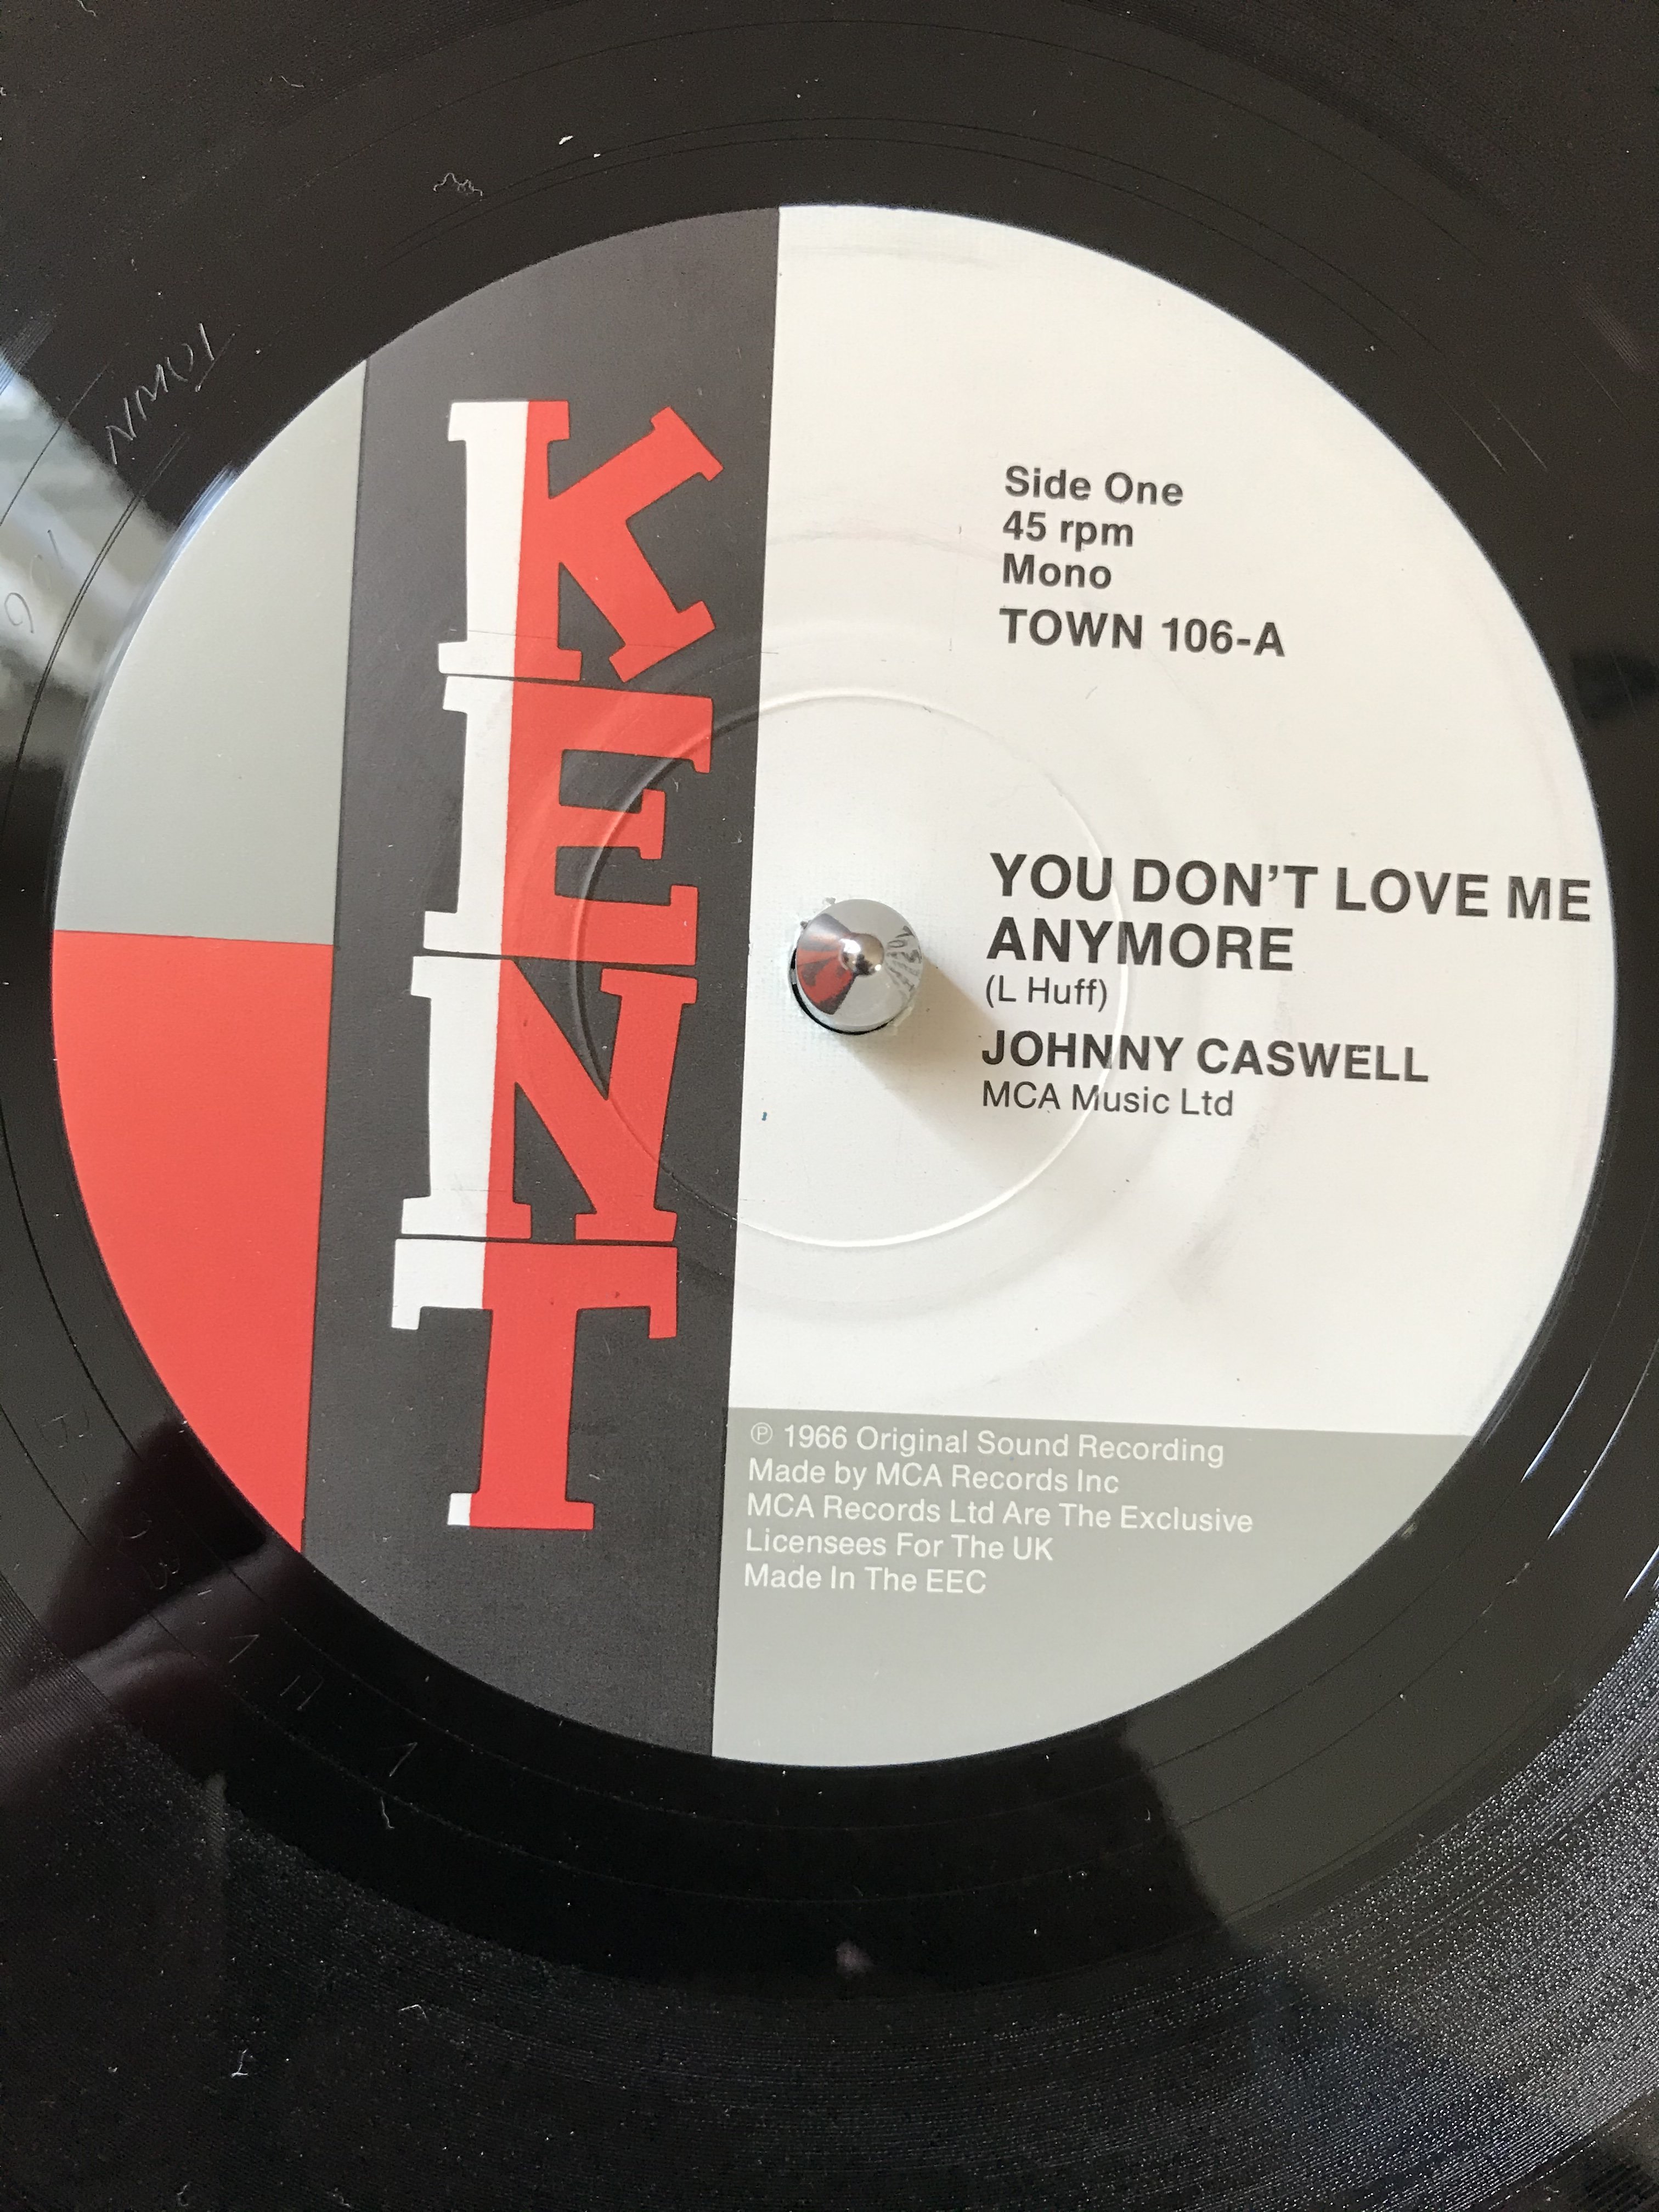 KENT
Side One
45 rpm
Mono
TOWN 106-A
YOU DON'T LOVE ME
ANYMORE
(L Huff)
JOHNNY CASWELL
MCA Music Ltd
℗ 1966 Original Sound Recording
Made by MCA Records Inc
MCA Records Ltd Are The Exclusive
Licensees For The UK
Made In The EEC